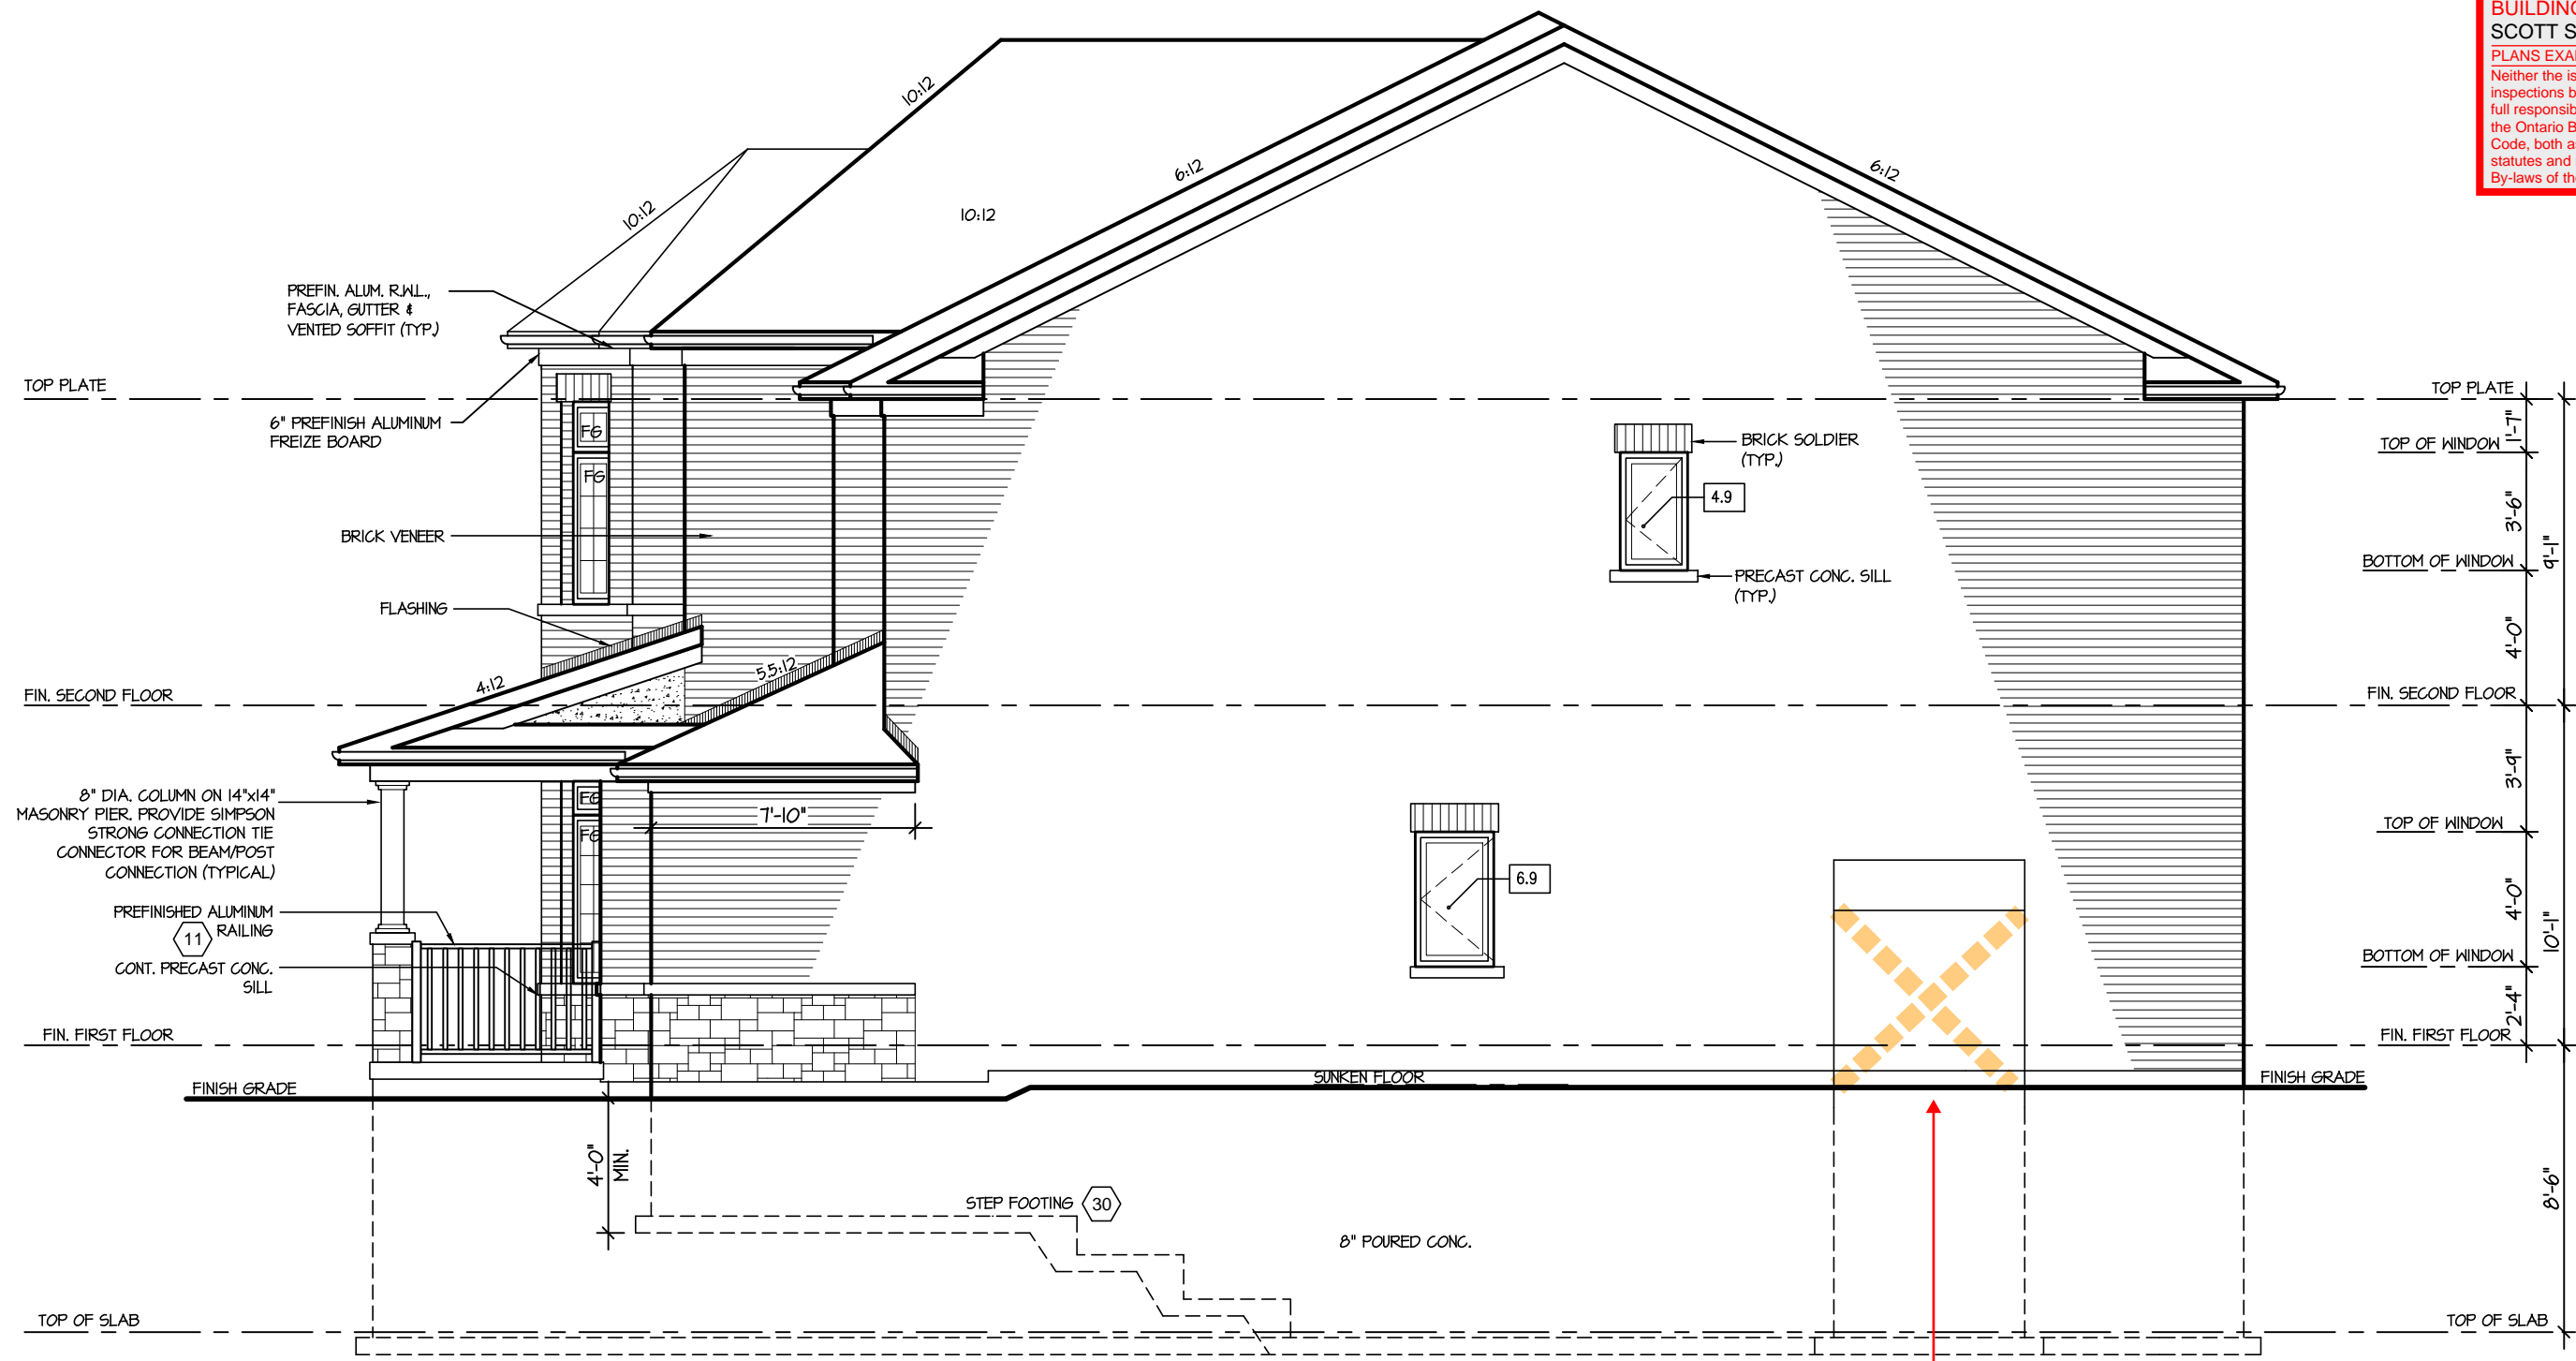 BUILDING
SCOTT S
PLANS EXA
Neither the is
inspections b
full responsib
the Ontario B
Code, both a
statutes and
By-laws of th
10:12
6:12
6:12
10:12
10:12
PREFIN. ALUM. R.W.L.,
FASCIA, GUTTER &
VENTED SOFFIT (TYP.)
TOP PLATE
TOP PLATE
6" PREFINISH ALUMINUM
FREIZE BOARD
FG
FG
BRICK SOLDIER
(TYP.)
TOP OF WINDOW
1'-7"
4.9
3'-6"
9'-1"
BRICK VENEER
BOTTOM OF WINDOW
PRECAST CONC. SILL
(TYP.)
FLASHING
4'-0"
5.5:12
4:12
FIN. SECOND FLOOR
FIN. SECOND FLOOR
3'-9"
8" DIA. COLUMN ON 14"x14"
MASONRY PIER. PROVIDE SIMPSON
STRONG CONNECTION TIE
CONNECTOR FOR BEAM/POST
CONNECTION (TYPICAL)
FG
FG
7'-10"
TOP OF WINDOW
6.9
4'-0"
10'-1"
PREFINISHED ALUMINUM
RAILING
11
CONT. PRECAST CONC.
SILL
BOTTOM OF WINDOW
2'-4"
FIN. FIRST FLOOR
FIN. FIRST FLOOR
FINISH GRADE
SUNKEN FLOOR
FINISH GRADE
4'-0"
MIN.
8'-6"
STEP FOOTING
30
8" POURED CONC.
TOP OF SLAB
TOP OF SLAB